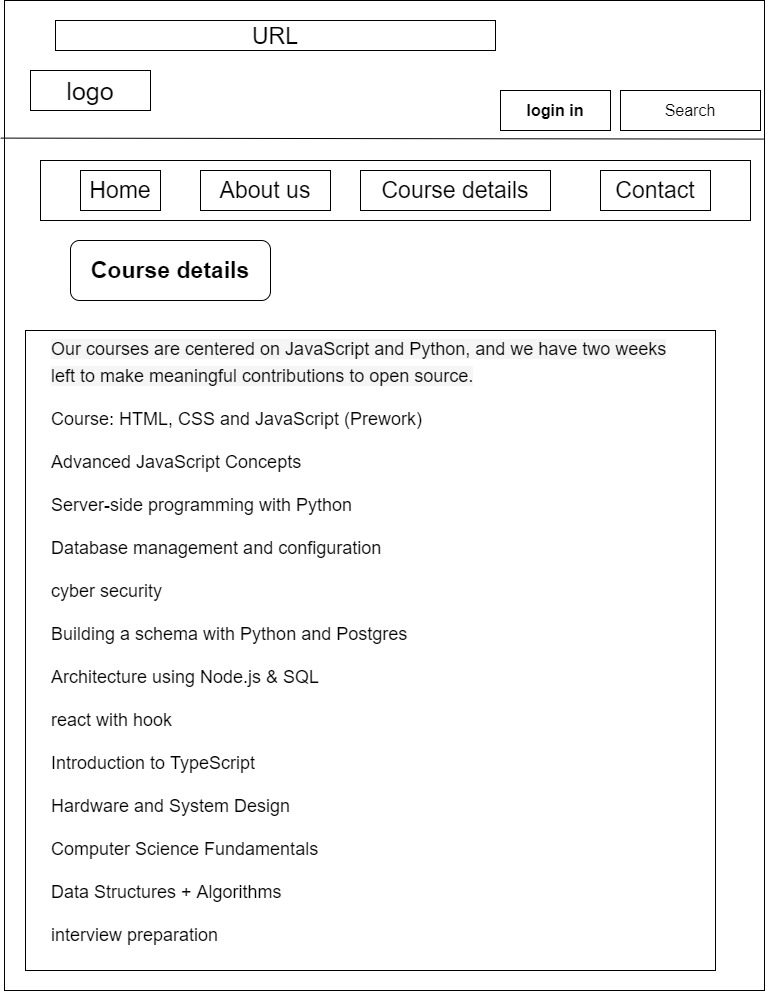 URL
logo
login in
Search
Home
About us
Course details
Contact
Course details
Our courses are centered on JavaScript and Python, and we have two weeks
left to make meaningful contributions to open source.
Course: HTML, CSS and JavaScript (Prework)
Advanced JavaScript Concepts
Server-side programming with Python
Database management and configuration
cyber security
Building a schema with Python and Postgres
Architecture using Node.js & SQL
react with hook
Introduction to TypeScript
Hardware and System Design
Computer Science Fundamentals
Data Structures + Algorithms
interview preparation